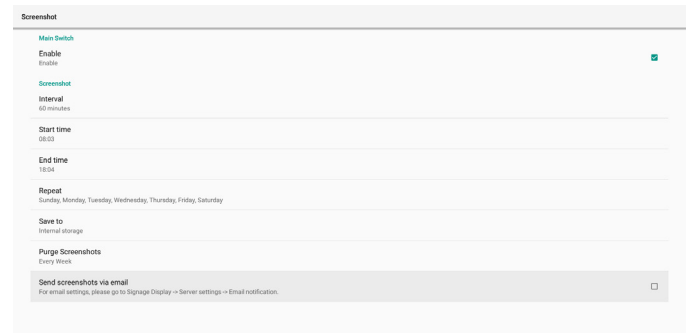 Screenshot
Main Switch
Enable
Enable
Screenshot
Interval
60 minutes
Start time
08:03
End time
18:04
Repeat
Sunday, Monday, Tuesday, Wednesday, Thursday, Friday, Saturday
Save to
Internal storage
Purge Screenshots
Every Week
Send screenshots via email
For email settings, please go to Signage Display -> Server settings -> Email notification.